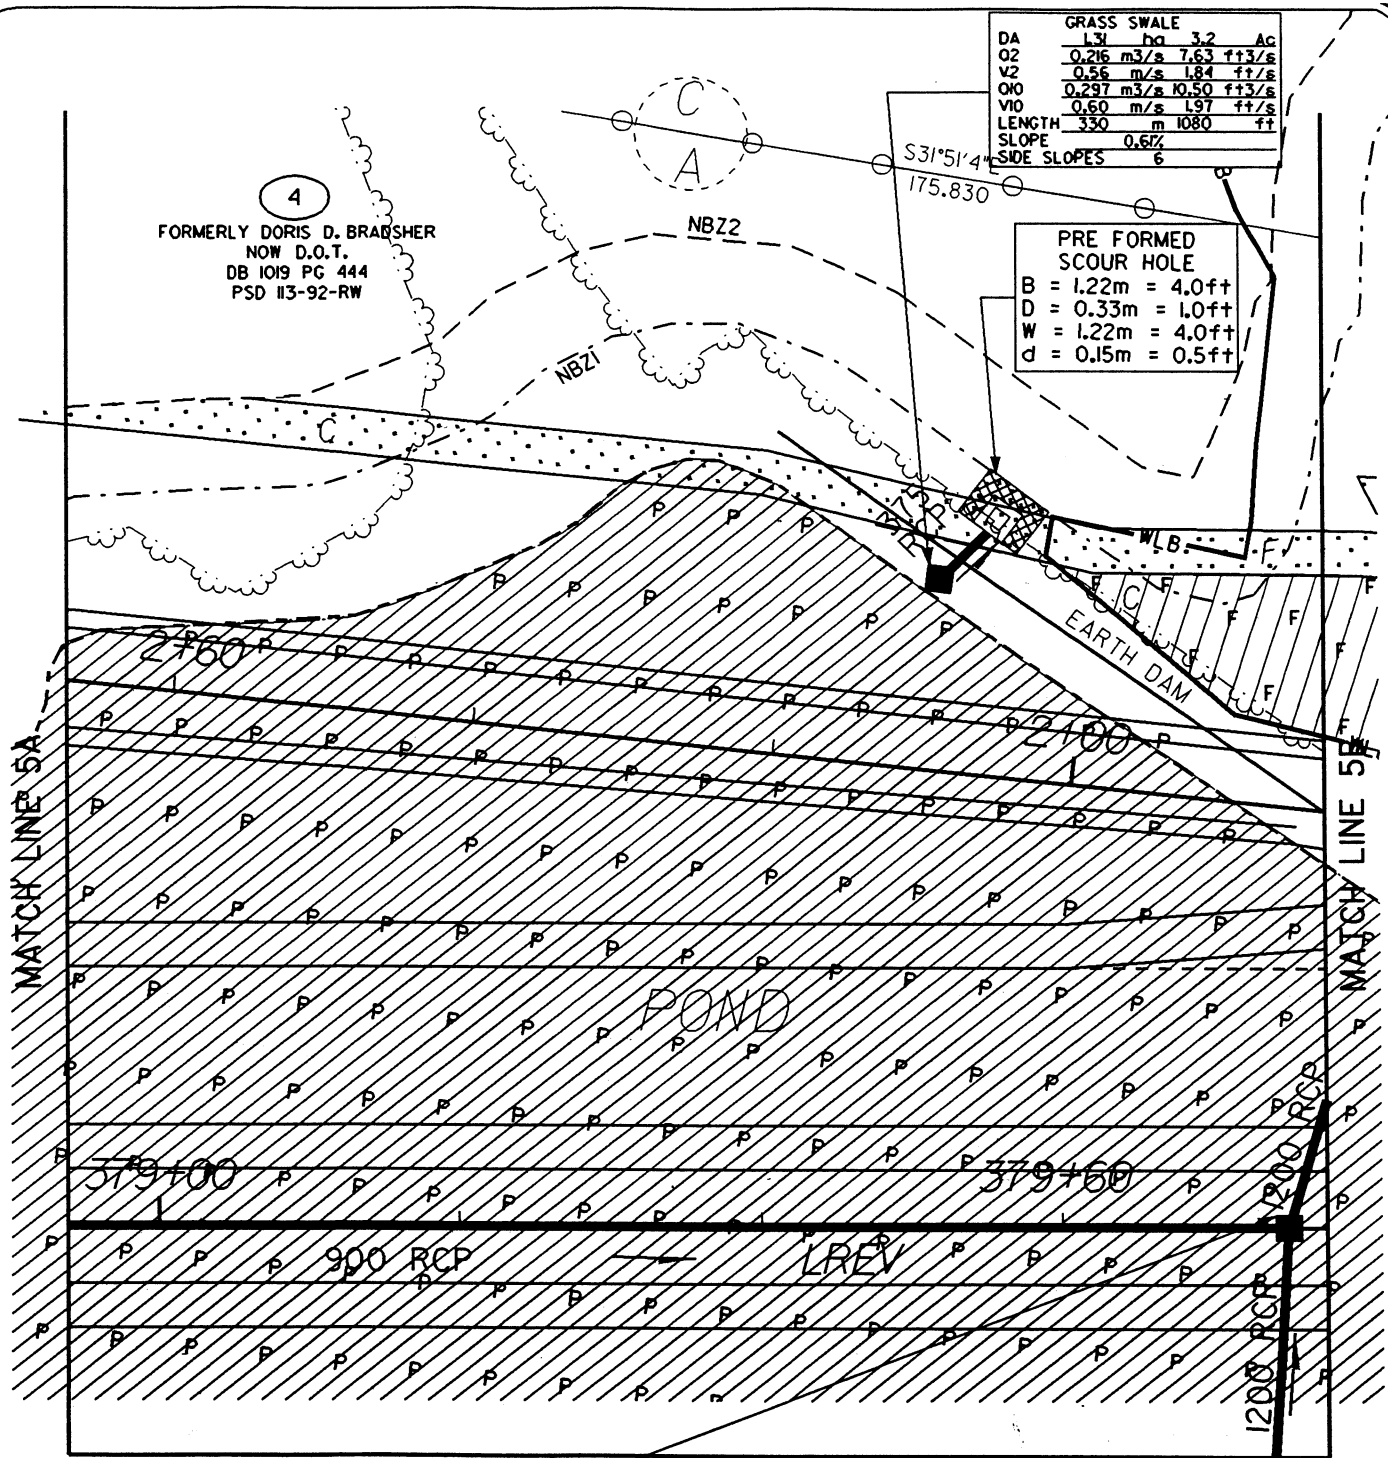 GRASS SWALE
DA 1.31 ha 3.2 Ac
Q2 0.216 m3/s 7.63 ft3/s
V2 0.56 m/s 1.84 ft/s
Q10 0.297 m3/s 10.50 ft3/s
V10 0.60 m/s 1.97 ft/s
LENGTH 330 m 1080 ft
SLOPE 0.61%
SIDE SLOPES 6
C
A
S31°51'4"
175.830
B
4
FORMERLY DORIS D. BRADSHER
NOW D.O.T.
DB 1019 PG 444
PSD 113-92-RW
NBZ2
NBZ1
PRE FORMED
SCOUR HOLE
B = 1.22m = 4.0ft
D = 0.33m = 1.0ft
W = 1.22m = 4.0ft
d = 0.15m = 0.5ft
C
375
RCP
WLB
F
C
EARTH DAM
2+60
2+00
MATCH LINE 5A
MATCH LINE 5E
POND
379+00
379+60
1200 RCP
900 RCP
LREV
1200 RCP